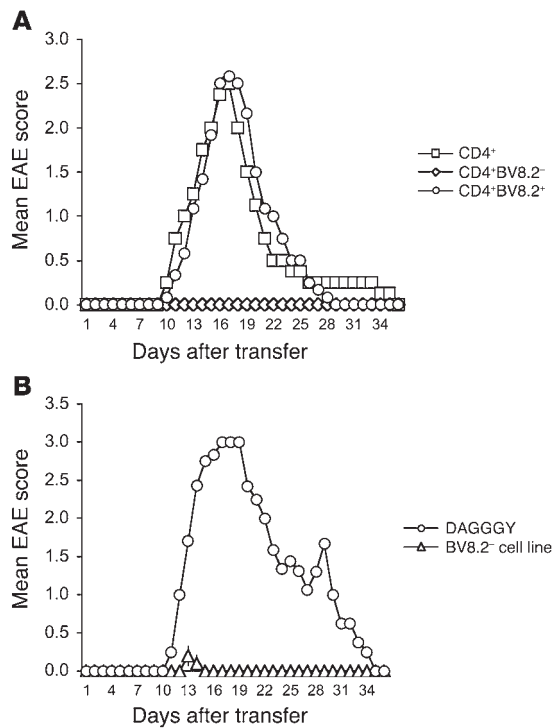 A
Mean EAE score
3.0
2.5
2.0
1.5
1.0
0.5
0.0
1 4 7 10 13 16 19 22 25 28 31 34
Days after transfer
CD4⁺
CD4⁺BV8.2⁻
CD4⁺BV8.2⁺
B
Mean EAE score
3.5
3.0
2.5
2.0
1.5
1.0
0.5
0.0
1 4 7 10 13 16 19 22 25 28 31 34
Days after transfer
DAGGGY
BV8.2⁻ cell line